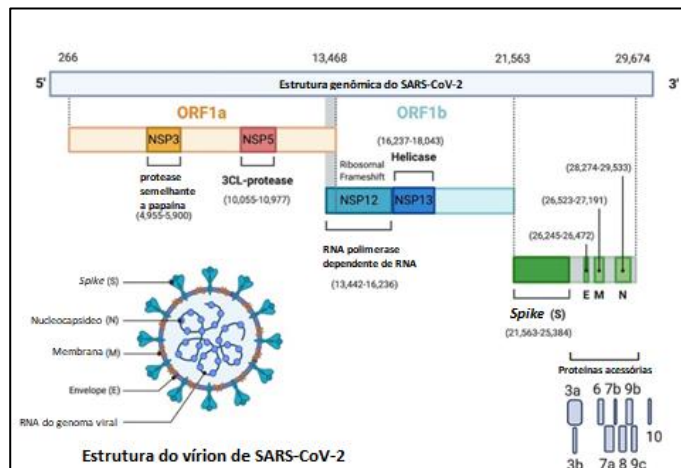 266 13,468 21,563 29,674
5' Estrutura genômica do SARS-CoV-2 3'
ORF1a ORF1b
(16,237-18,043)
Helicase
NSP3 NSP5
protease
semelhante
a papaína
(4,955-5,900)
3CL-protease
(10,055-10,977)
Ribosomal
Frameshift
NSP12 NSP13
RNA polimerase
dependente de RNA
(13,442-16,236)
(28,274-29,533)
(26,523-27,191)
(26,245-26,472)
E M N
Spike (S)
(21,563-25,384)
Proteínas acessórias
3a 6 7b 9b
10
3b 7a 8 9c
Spike (S)
Nucleocapsídeo (N)
Membrana (M)
Envelope (E)
RNA do genoma viral
Estrutura do vírion de SARS-CoV-2